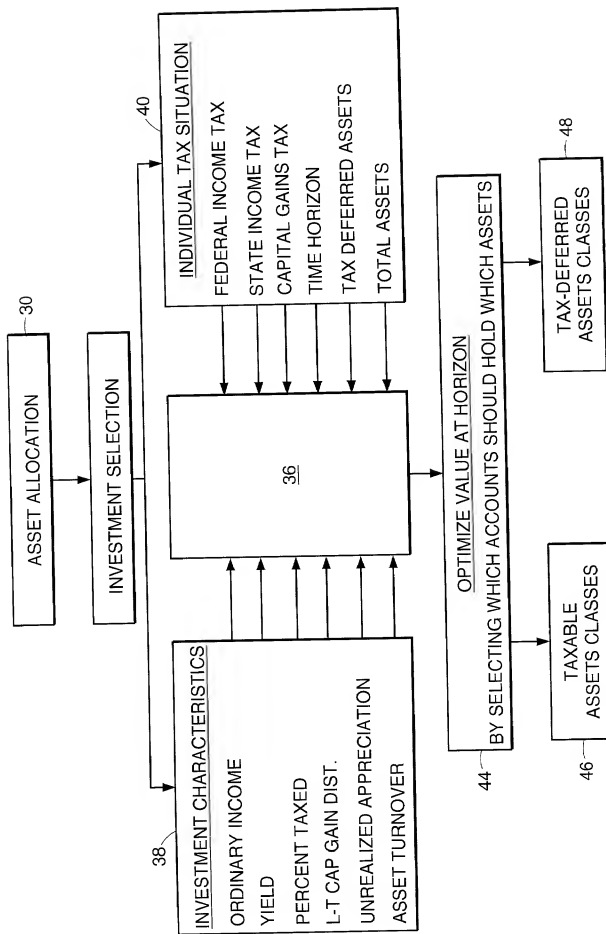 ASSET ALLOCATION
30
INVESTMENT SELECTION
38
INVESTMENT CHARACTERISTICS
ORDINARY INCOME
YIELD
PERCENT TAXED
L-T CAP GAIN DIST.
UNREALIZED APPRECIATION
ASSET TURNOVER
36
40
INDIVIDUAL TAX SITUATION
FEDERAL INCOME TAX
STATE INCOME TAX
CAPITAL GAINS TAX
TIME HORIZON
TAX DEFERRED ASSETS
TOTAL ASSETS
44
OPTIMIZE VALUE AT HORIZON
BY SELECTING WHICH ACCOUNTS SHOULD HOLD WHICH ASSETS
46
TAXABLE
ASSETS CLASSES
48
TAX-DEFERRED
ASSETS CLASSES